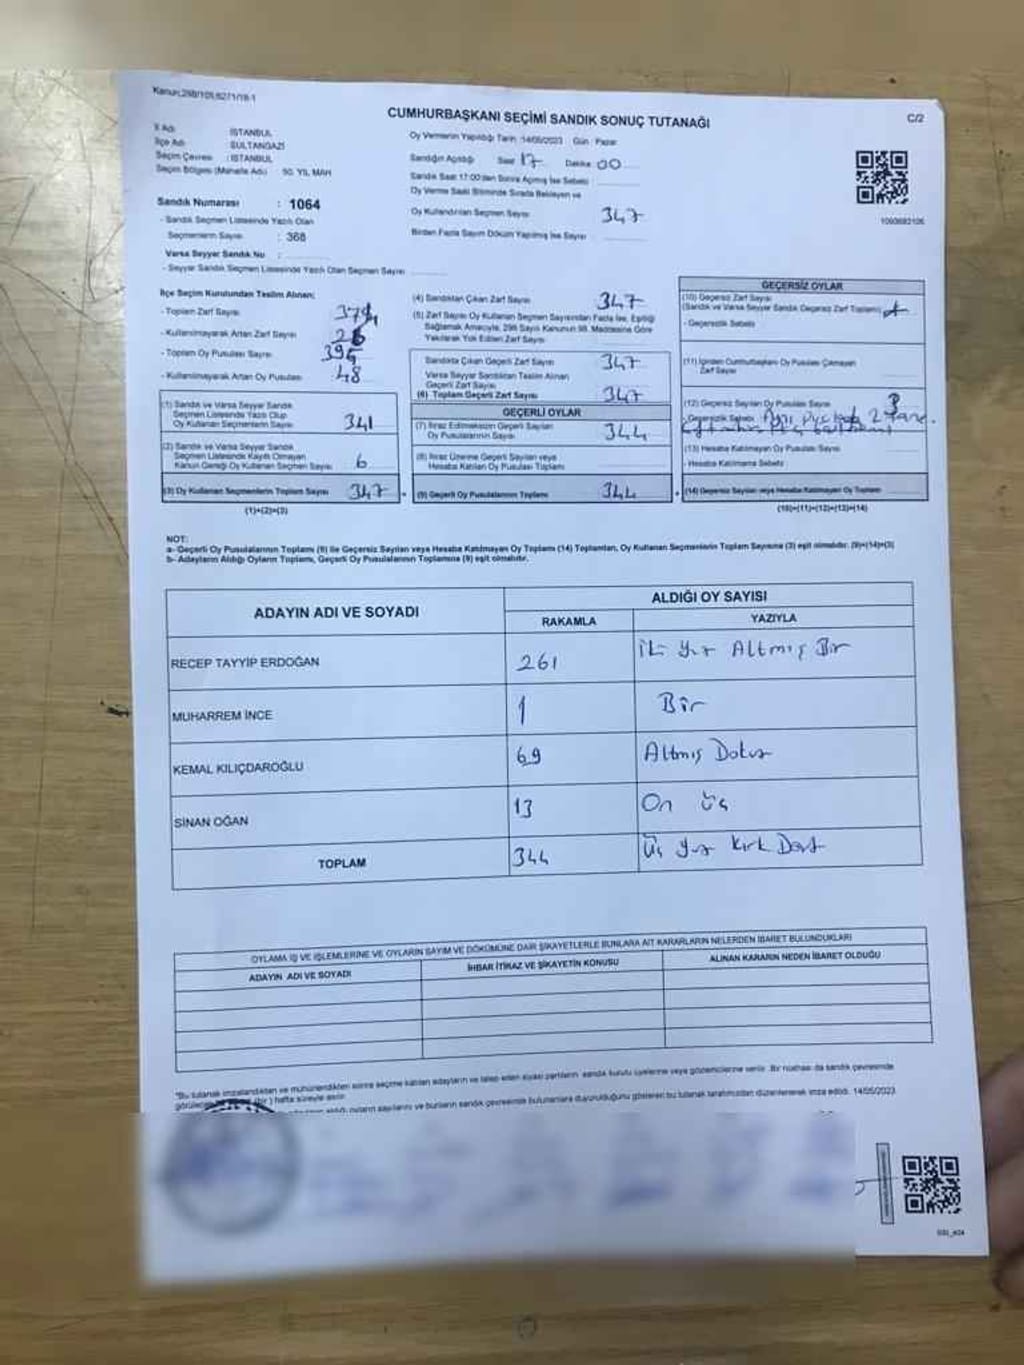 Kanun:298/105,6271/19-1
CUMHURBAŞKANI SEÇİMİ SANDIK SONUÇ TUTANAĞI
C/2
İl Adı : İSTANBUL
İlçe Adı : SULTANGAZİ
Seçim Çevresi : İSTANBUL
Seçim Bölgesi (Mahalle Adı) 50. YIL MAH
Sandık Numarası : 1064
- Sandık Seçmen Listesinde Yazılı Olan
Seçmenlerin Sayısı : 368
Varsa Seyyar Sandık No :
- Seyyar Sandık Seçmen Listesinde Yazılı Olan Seçmen Sayısı
Oy Vermenin Yapıldığı Tarih :14/05/2023 Gün : Pazar
Sandığın Açıldığı Saat 17 Dakika 00
Sandık Saat 17:00'den Sonra Açılmış İse Sebebi :
Oy Verme Saati Bitiminde Sırada Bekleyen ve
Oy Kullandırılan Seçmen Sayısı 347
Birden Fazla Sayım Döküm Yapılmış İse Sayısı
1060692106
İlçe Seçim Kurulundan Teslim Alınan;
- Toplam Zarf Sayısı
- Kullanılmayarak Artan Zarf Sayısı
- Toplam Oy Pusulası Sayısı 395
- Kullanılmayarak Artan Oy Pusulası 48
(1) Sandık ve Varsa Seyyar Sandık
Seçmen Listesinde Yazılı Olup
Oy Kullanan Seçmenlerin Sayısı 341
(2) Sandık ve Varsa Seyyar Sandık
Seçmen Listesinde Kayıtlı Olmayan
Kanun Gereği Oy Kullanan Seçmen Sayısı 6
(3) Oy Kullanan Seçmenlerin Toplam Sayısı 347
(1)+(2)=(3)
(4) Sandıktan Çıkan Zarf Sayısı 347
(5) Zarf Sayısı Oy Kullanan Seçmen Sayısından Fazla İse, Eşitliği
Sağlamak Amacıyla, 298 Sayılı Kanunun 98. Maddesine Göre
Yakılarak Yok Edilen Zarf Sayısı
Sandıkta Çıkan Geçerli Zarf Sayısı 347
Varsa Seyyar Sandıktan Teslim Alınan
Geçerli Zarf Sayısı
(6) Toplam Geçerli Zarf Sayısı 347
GEÇERLİ OYLAR
(7) İtiraz Edilmeksizin Geçerli Sayılan
Oy Pusulalarının Sayısı 344
(8) İtiraz Üzerine Geçerli Sayılan veya
Hesaba Katılan Oy Pusulası Toplamı
(9) Geçerli Oy Pusulalarının Toplamı 344
GEÇERSİZ OYLAR
(10) Geçersiz Zarf Sayısı
(Sandık ve Varsa Seyyar Sandık Geçersiz Zarf Toplamı)
- Geçersizlik Sebebi
(11) İçinden Cumhurbaşkanı Oy Pusulası Çıkmayan
Zarf Sayısı
(12) Geçersiz Sayılan Oy Pusulası Sayısı 3
- Geçersizlik Sebebi 2 Tane.
(13) Hesaba Katılmayan Oy Pusulası Sayısı
- Hesaba Katılmama Sebebi
(14) Geçersiz Sayılan veya Hesaba Katılmayan Oy Toplamı
(10)+(11)+(12)+(13)=(14)
NOT:
a- Geçerli Oy Pusulalarının Toplamı (9) ile Geçersiz Sayılan veya Hesaba Katılmayan Oy Toplamı (14) Toplamları, Oy Kullanan Seçmenlerin Toplam Sayısına (3) eşit olmalıdır. (9)+(14)=(3)
b- Adayların Aldığı Oyların Toplamı, Geçerli Oy Pusulalarının Toplamına (9) eşit olmalıdır.
ADAYIN ADI VE SOYADI
ALDIĞI OY SAYISI
RAKAMLA YAZIYLA
RECEP TAYYİP ERDOĞAN 261 İki Yüz Altmış Bir
MUHARREM İNCE 1 Bir
KEMAL KILIÇDAROĞLU 69 Altmış Dokuz
SİNAN OĞAN 13 On Üç
TOPLAM 344 Üç Yüz Kırk Dört
OYLAMA İŞ VE İŞLEMLERİNE VE OYLARIN SAYIM VE DÖKÜMÜNE DAİR ŞİKAYETLERLE BUNLARA AİT KARARLARIN NELERDEN İBARET BULUNDUKLARI
ADAYIN ADI VE SOYADI İHBAR İTİRAZ VE ŞİKAYETİN KONUSU ALINAN KARARIN NEDEN İBARET OLDUĞU
"Bu tutanak imzalandıktan ve mühürlendikten sonra seçime katılan adayların ve talep eden siyasi partilerin sandık kurulu üyelerine veya gözlemcilerine verilir. Bir nüshası da sandık çevresinde
(bir) hafta süreyle asılır.
aldığı oyların sayılarını ve bunların sandık çevresinde bulunanlara duyurulduğunu gösteren bu tutanak tarafımızdan düzenlenerek imza edildi. 14/05/2023